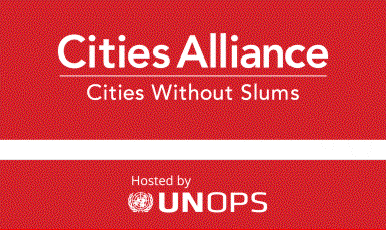 Cities Alliance
Cities Without Slums
Hosted by
UNOPS